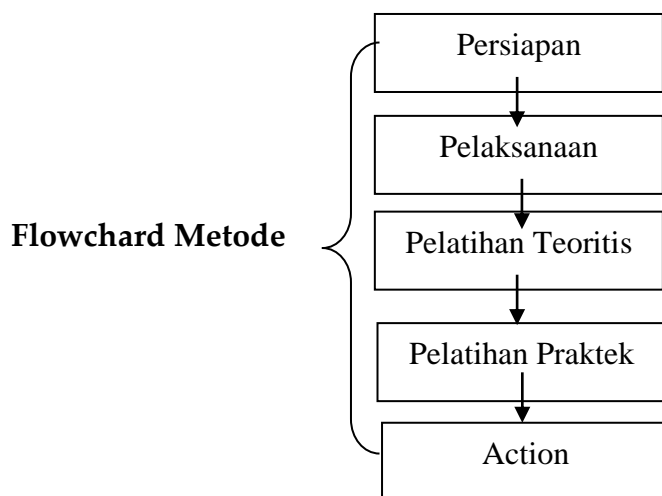 Persiapan
Pelaksanaan
Flowchard Metode
Pelatihan Teoritis
Pelatihan Praktek
Action